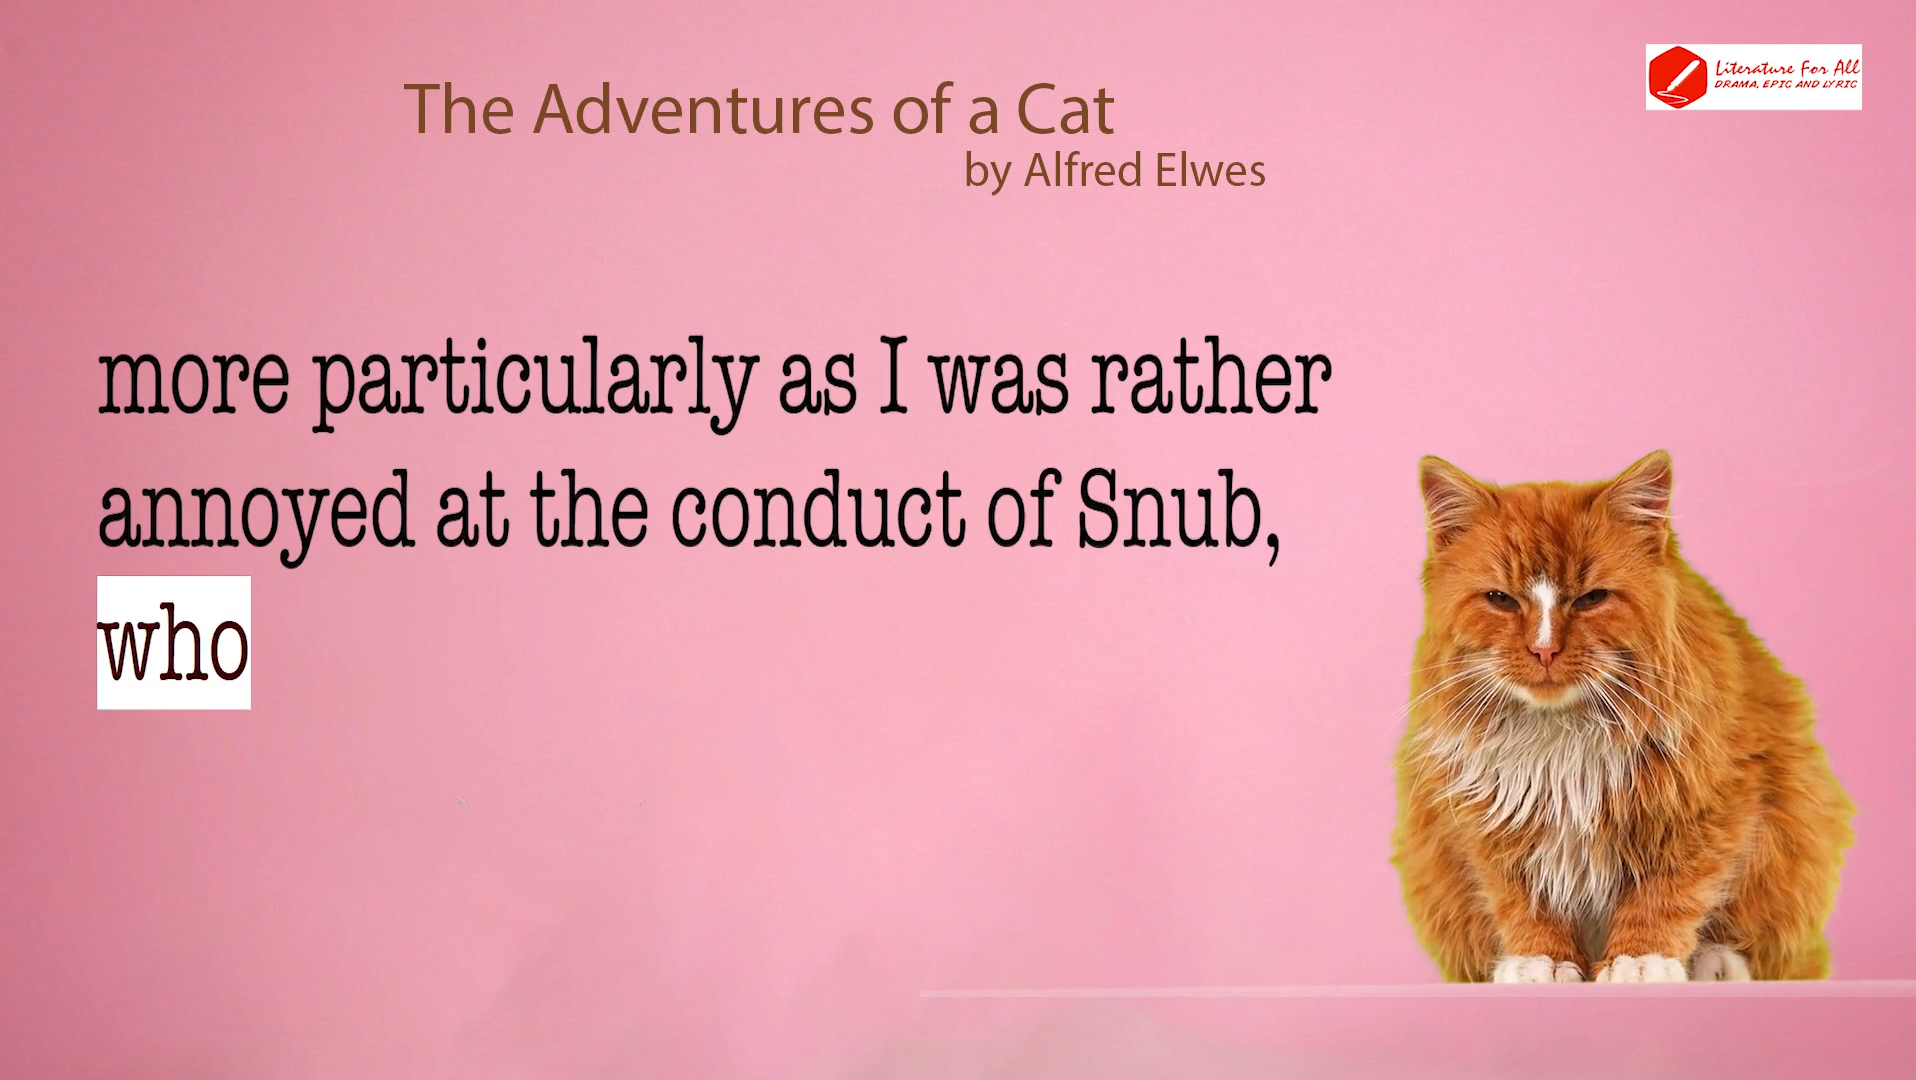 The Adventures of a Cat
by Alfred Elwes
Literature For All
DRAMA, EPIC AND LYRIC
more particularly as I was rather
annoyed at the conduct of Snub,
who